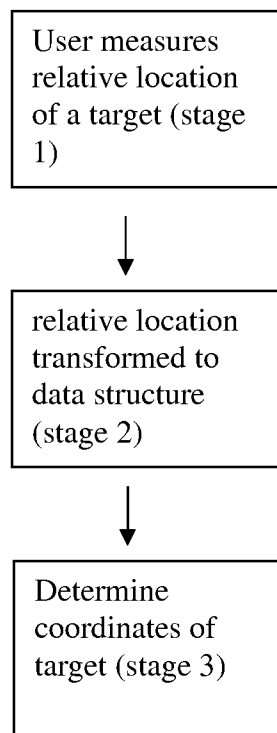 User measures
relative location
of a target (stage
1)
relative location
transformed to
data structure
(stage 2)
Determine
coordinates of
target (stage 3)